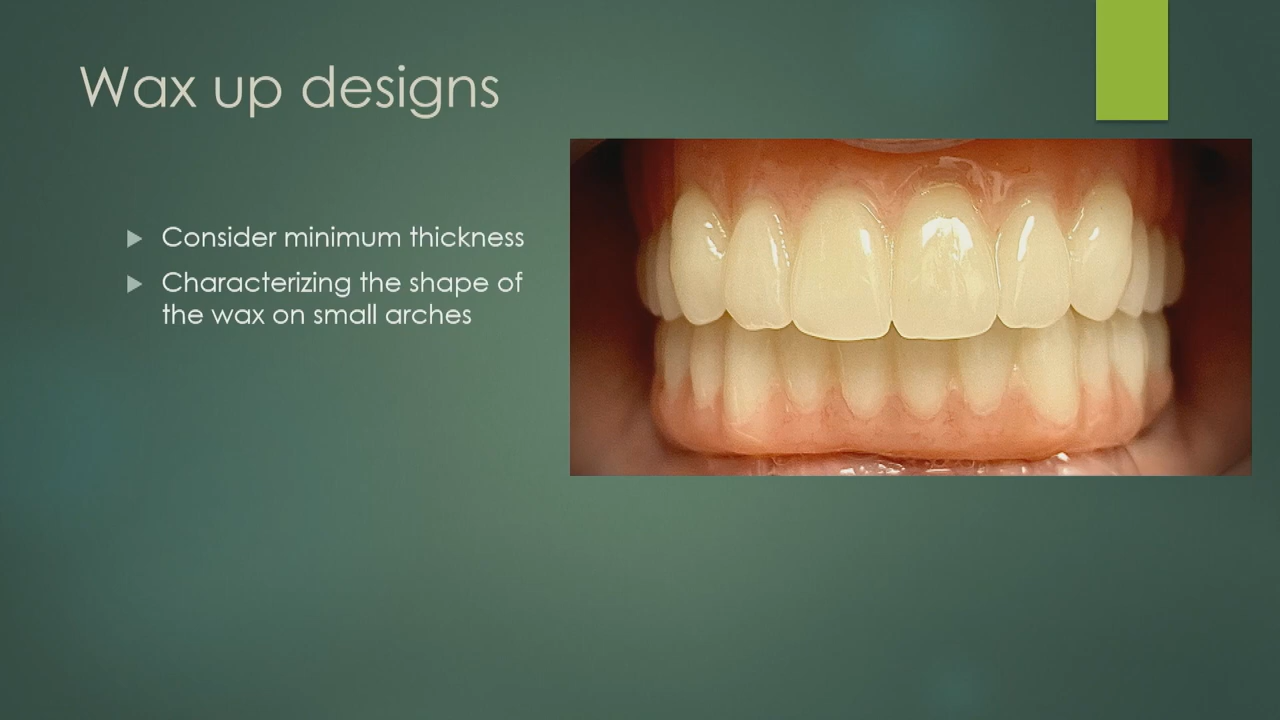 Wax up designs
Consider minimum thickness
Characterizing the shape of
the wax on small arches